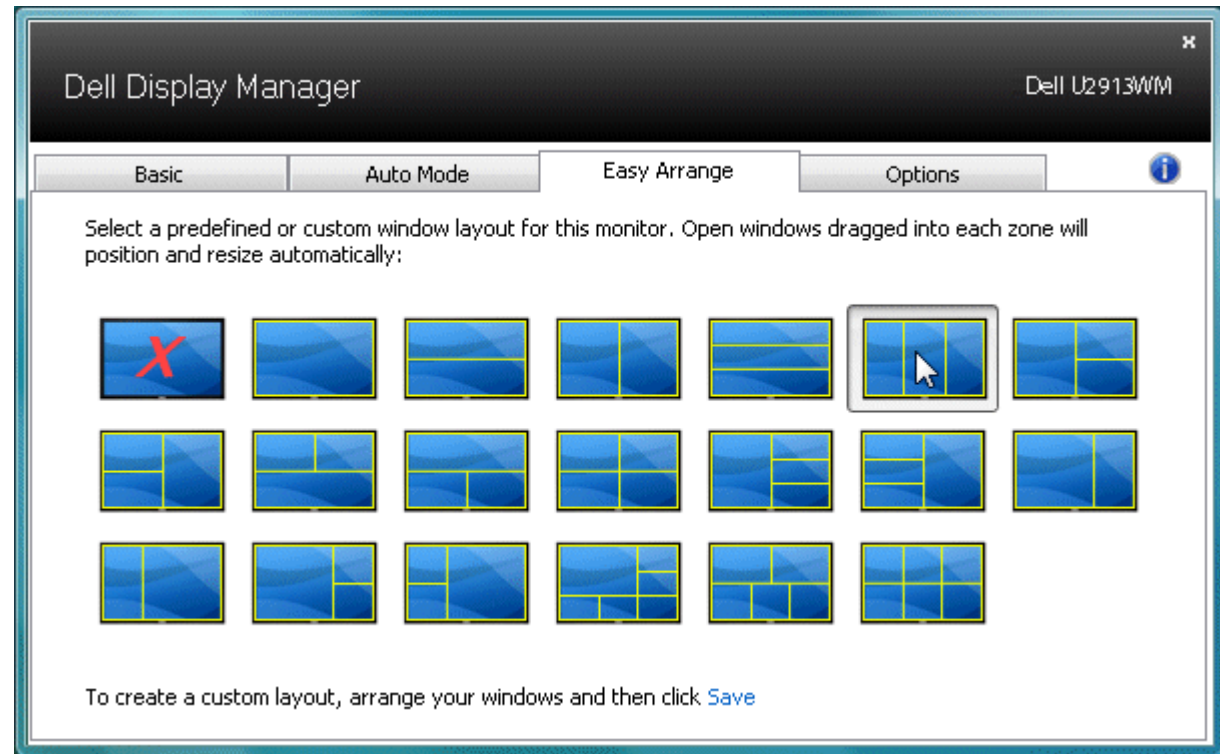 Dell Display Manager
Dell U2913WM
Basic
Auto Mode
Easy Arrange
Options
Select a predefined or custom window layout for this monitor. Open windows dragged into each zone will
position and resize automatically:
To create a custom layout, arrange your windows and then click Save